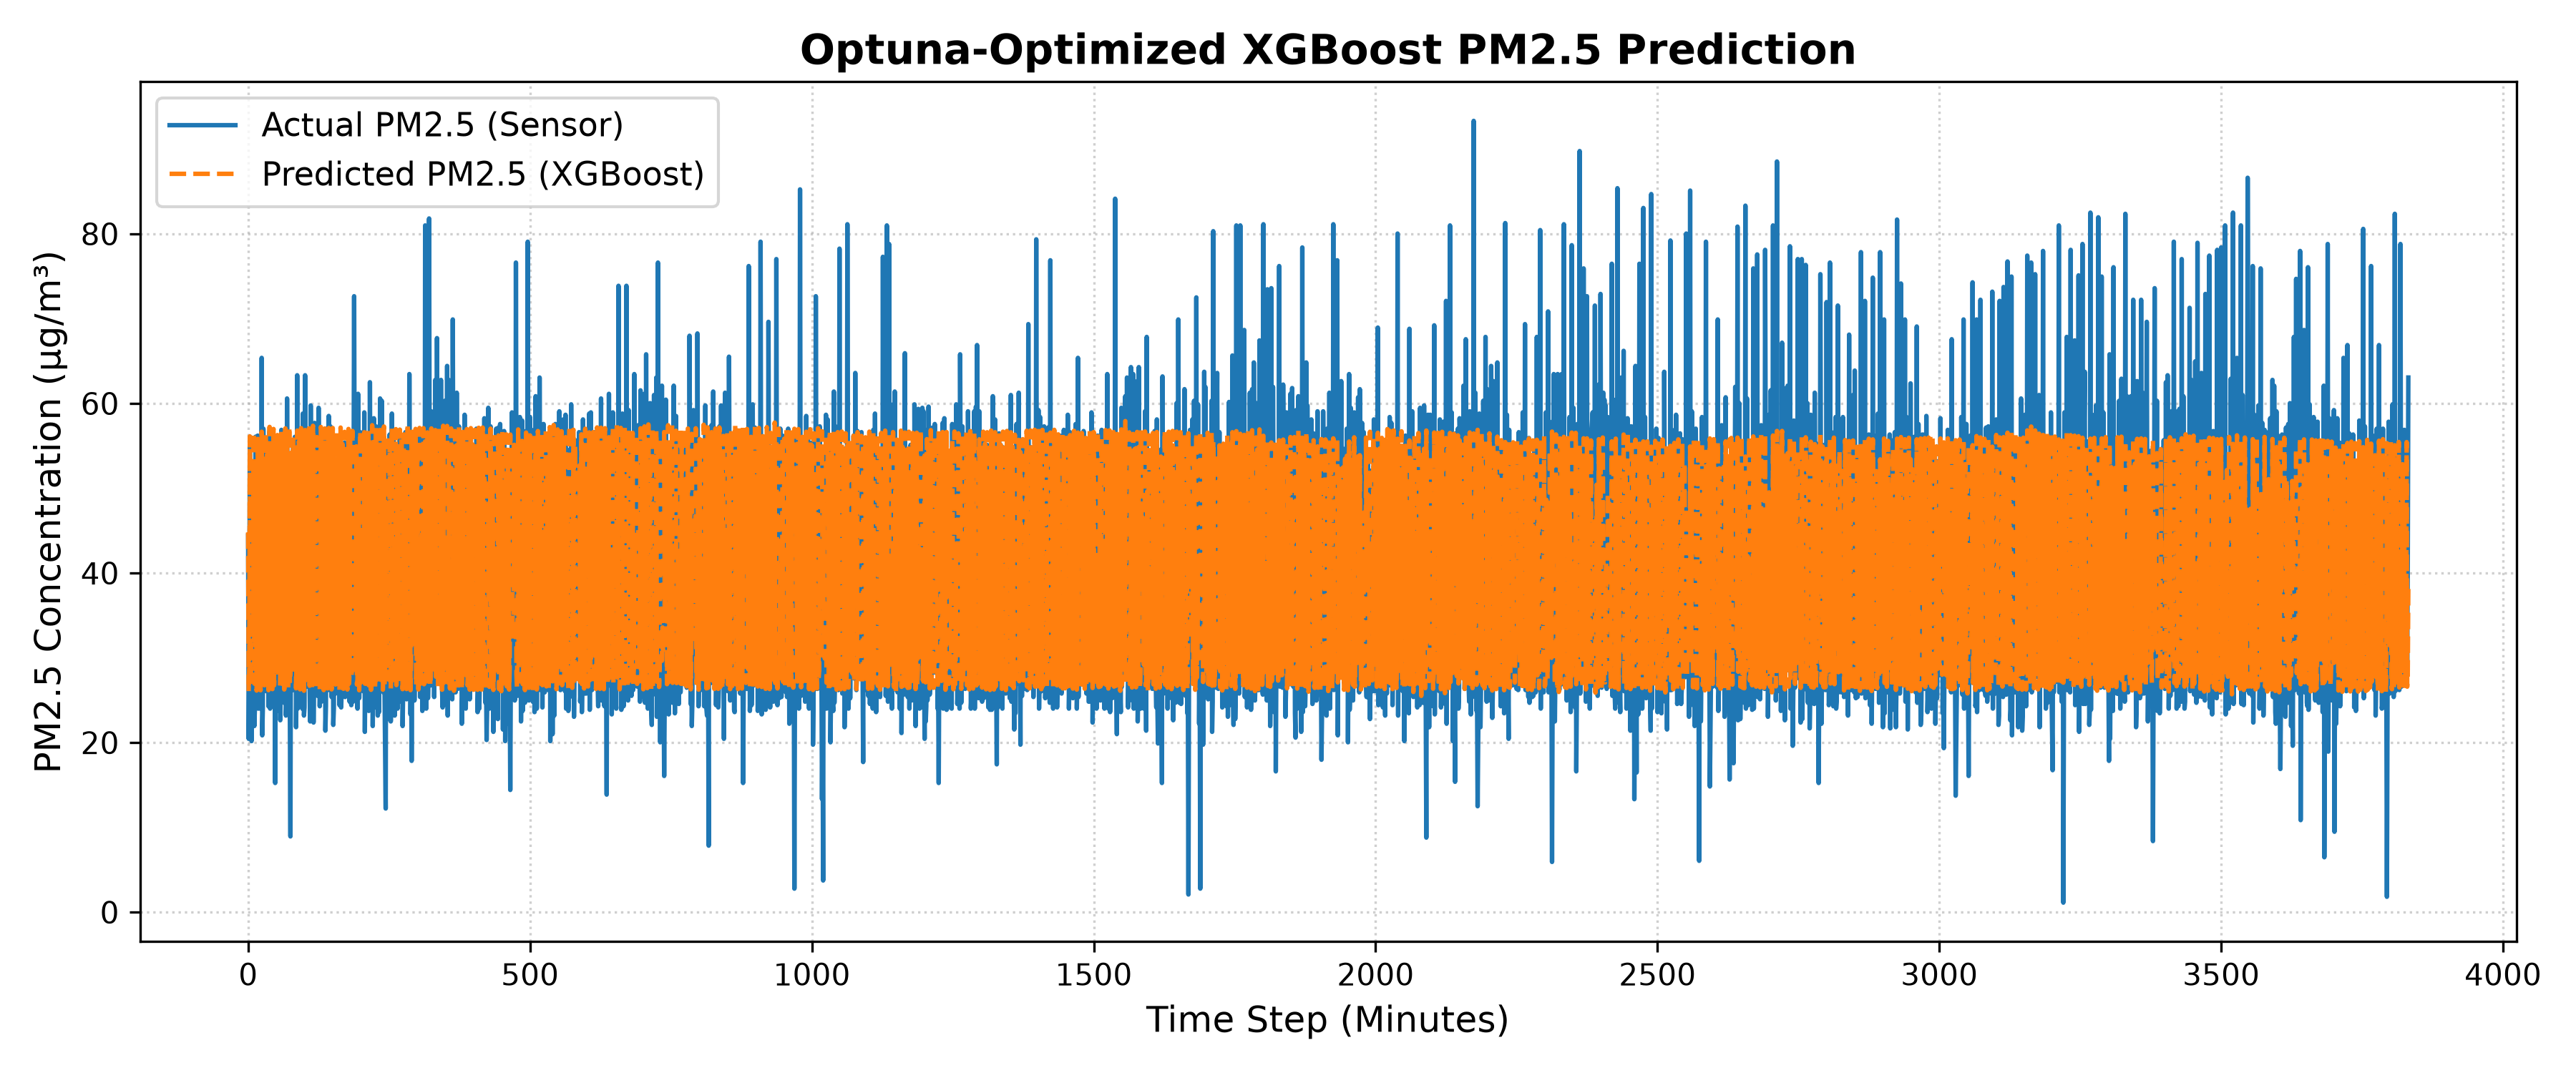 Optuna-Optimized XGBoost PM2.5 Prediction
Actual PM2.5 (Sensor)
Predicted PM2.5 (XGBoost)
PM2.5 Concentration (µg/m³)
80
60
40
20
0
0 500 1000 1500 2000 2500 3000 3500 4000
Time Step (Minutes)